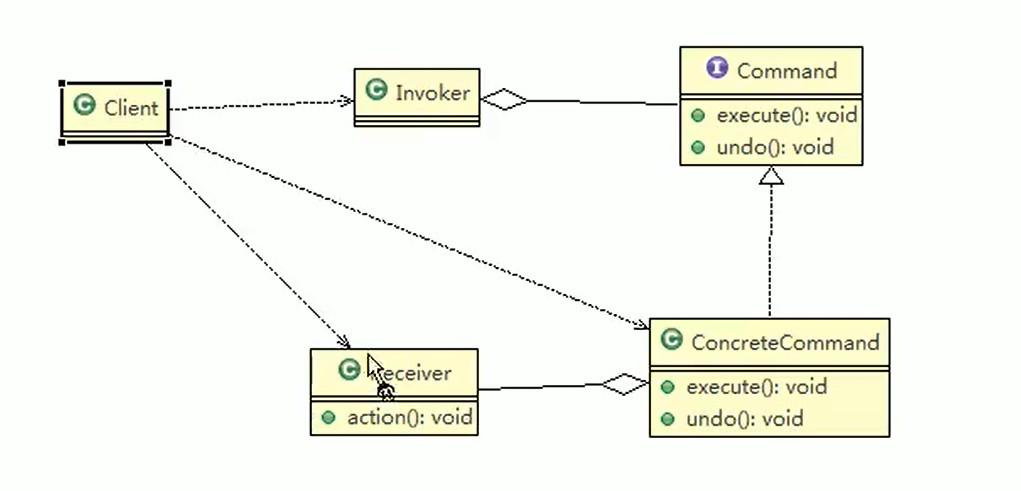 C Client
C Invoker
I Command
execute(): void
undo(): void
C Receiver
action(): void
C ConcreteCommand
execute(): void
undo(): void